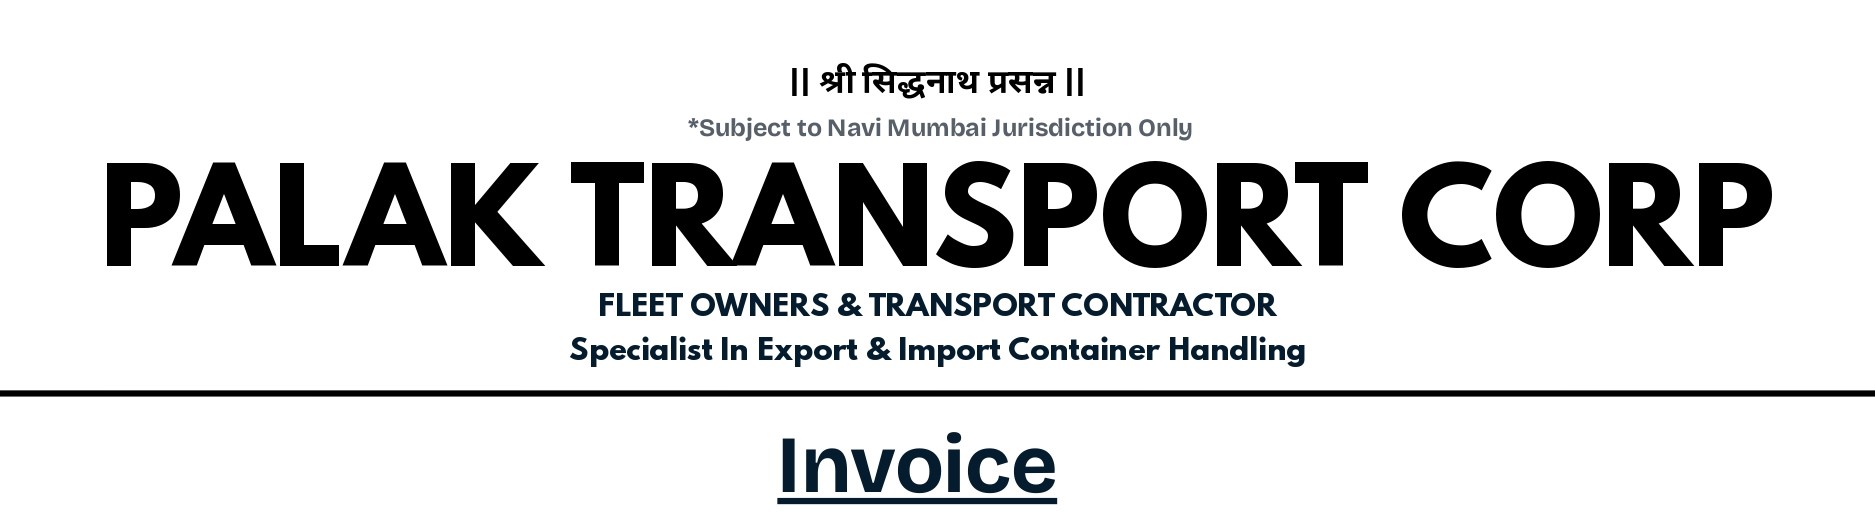 || श्री सिद्धनाथ प्रसन्न ||
*Subject to Navi Mumbai Jurisdiction Only
PALAK TRANSPORT CORP
FLEET OWNERS & TRANSPORT CONTRACTOR
Specialist In Export & Import Container Handling
Invoice